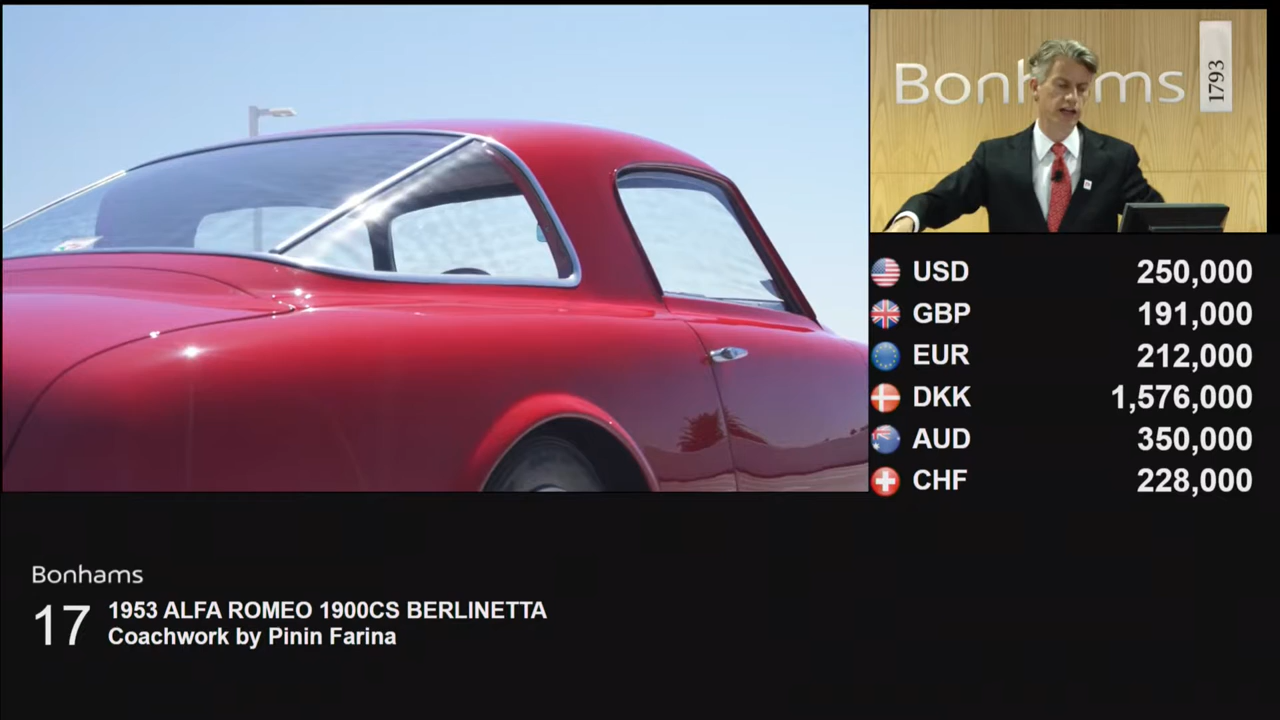 Bonhams
1793
USD 250,000
GBP 191,000
EUR 212,000
DKK 1,576,000
AUD 350,000
CHF 228,000
Bonhams
17
1953 ALFA ROMEO 1900CS BERLINETTA
Coachwork by Pinin Farina